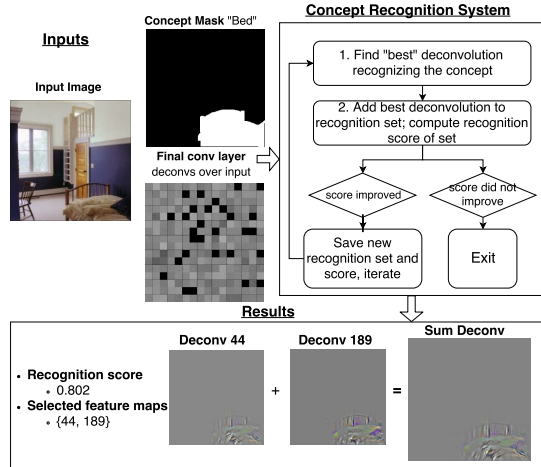 Inputs
Input Image
Concept Mask "Bed"
Final conv layer
deconvs over input
Concept Recognition System
1. Find "best" deconvolution
recognizing the concept
2. Add best deconvolution to
recognition set; compute recognition
score of set
score improved
score did not
improve
Save new
recognition set and
score, iterate
Exit
Results
• Recognition score
• 0.802
• Selected feature maps
• {44, 189}
Deconv 44
+
Deconv 189
=
Sum Deconv